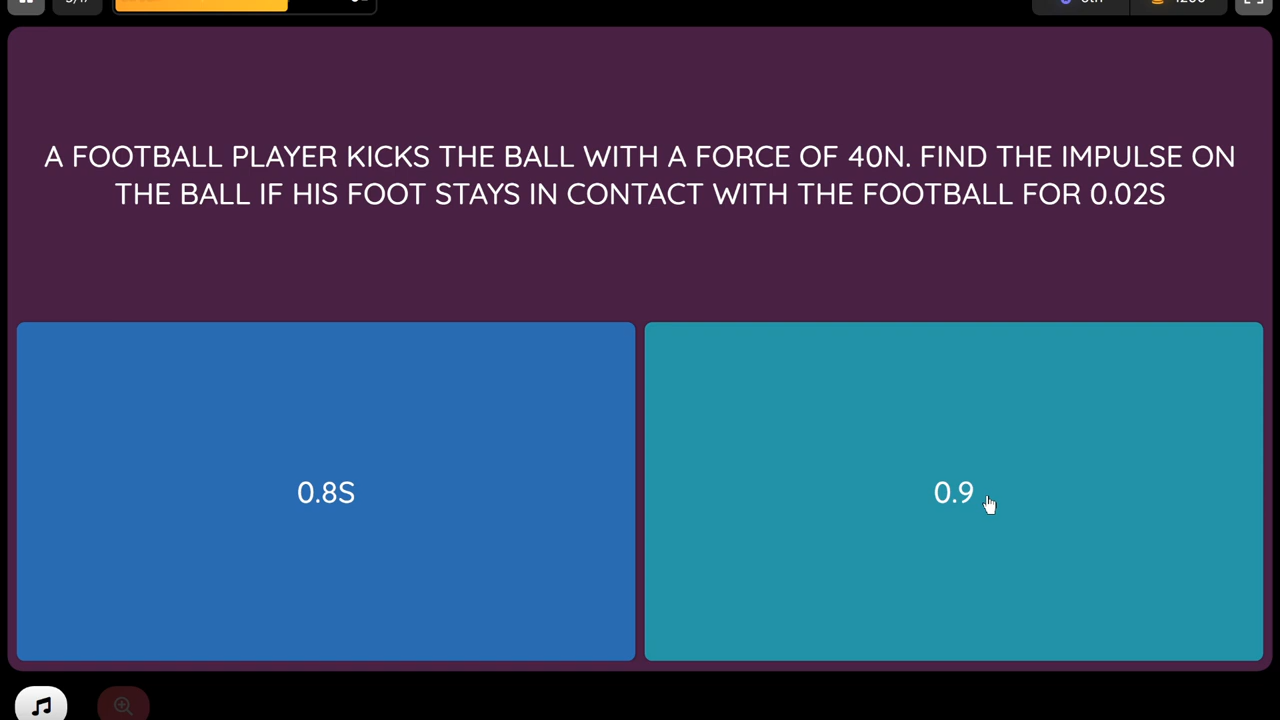 A FOOTBALL PLAYER KICKS THE BALL WITH A FORCE OF 40N. FIND THE IMPULSE ON
THE BALL IF HIS FOOT STAYS IN CONTACT WITH THE FOOTBALL FOR 0.02S
0.8S
0.9